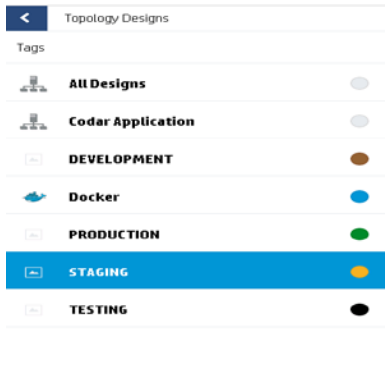 Topology Designs
Tags
All Designs
Codar Application
DEVELOPMENT
Docker
PRODUCTION
STAGING
TESTING